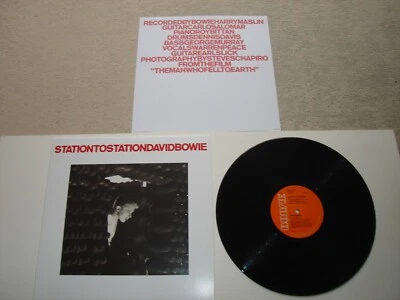 RECORDEDBYBOWIEHARRYMASLIN
GUITARCARLOSALOMAR
PIANOROYBITTAN
DRUMSDENNISDAVIS
BASSGEORGEMURRAY
VOCALSWARRENPEACE
GUITAREARLSLICK
PHOTOGRAPHYBYSTEVESCHAPIRO
FROMTHEFILM
"THEMANWHOFELLTOEARTH"
STATIONTOSTATIONDAVIDBOWIE